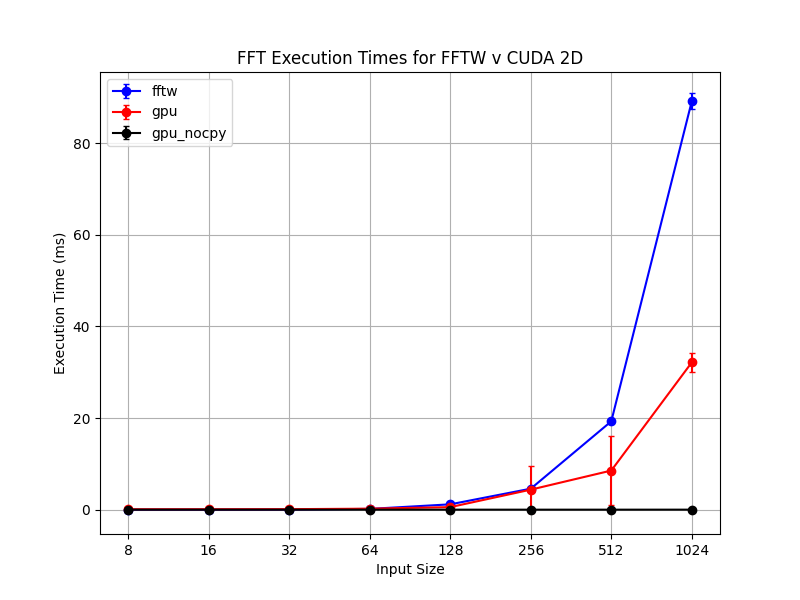 FFT Execution Times for FFTW v CUDA 2D
fftw
gpu
gpu_nocpy
Execution Time (ms)
80
60
40
20
0
8 16 32 64 128 256 512 1024
Input Size